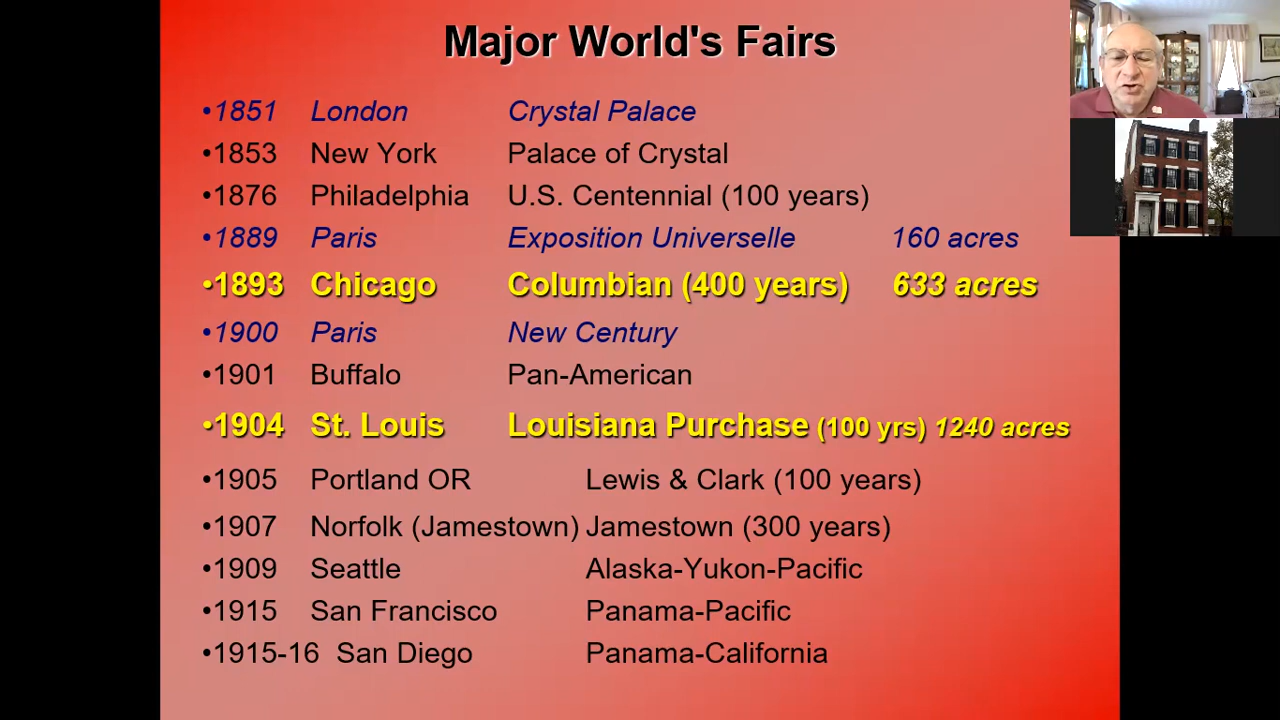 Major World's Fairs
•1851 London Crystal Palace
•1853 New York Palace of Crystal
•1876 Philadelphia U.S. Centennial (100 years)
•1889 Paris Exposition Universelle 160 acres
•1893 Chicago Columbian (400 years) 633 acres
•1900 Paris New Century
•1901 Buffalo Pan-American
•1904 St. Louis Louisiana Purchase (100 yrs) 1240 acres
•1905 Portland OR Lewis & Clark (100 years)
•1907 Norfolk (Jamestown) Jamestown (300 years)
•1909 Seattle Alaska-Yukon-Pacific
•1915 San Francisco Panama-Pacific
•1915-16 San Diego Panama-California